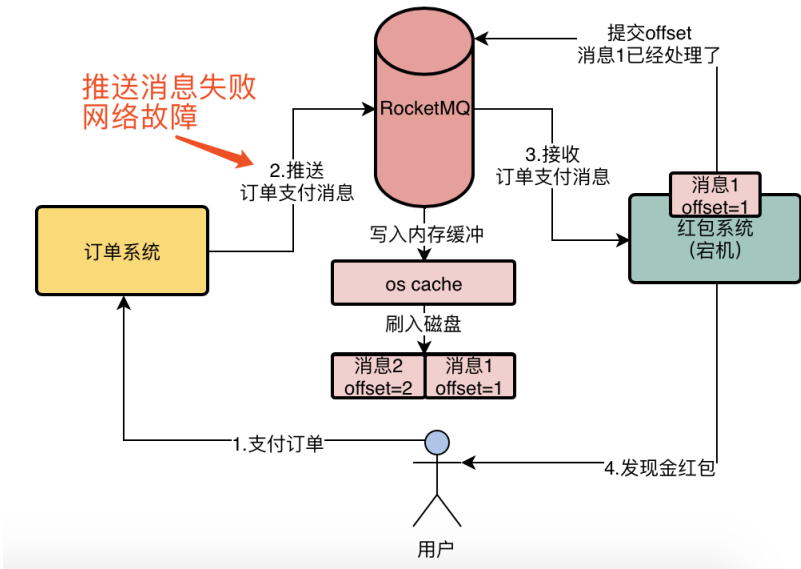 提交offset
消息1已经处理了
推送消息失败
网络故障
RocketMQ
2.推送
订单支付消息
3.接收
订单支付消息
消息1
offset=1
红包系统
（宕机）
订单系统
写入内存缓冲
os cache
刷入磁盘
消息2
offset=2
消息1
offset=1
1.支付订单
4.发现金红包
用户